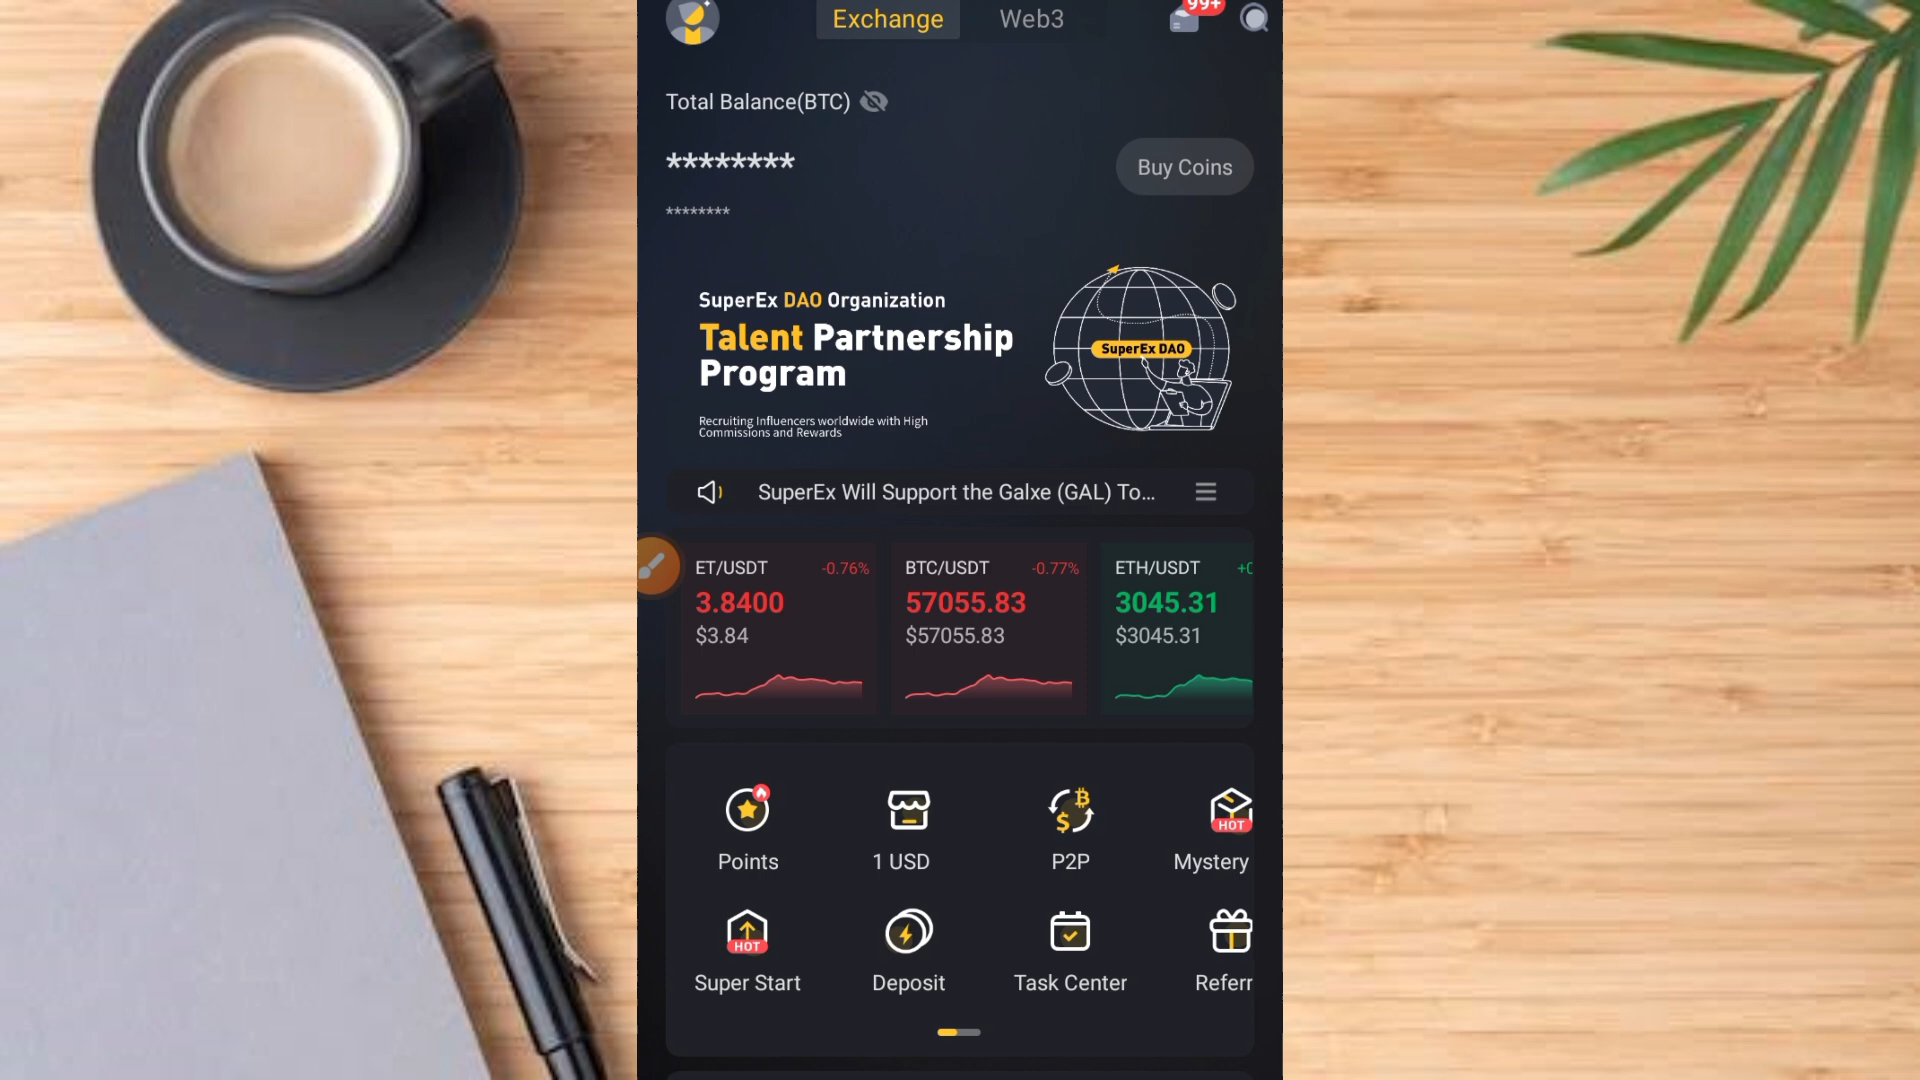 Exchange
Web3
99+
Total Balance(BTC)
********
Buy Coins
********
SuperEx DAO Organization
Talent Partnership
Program
SuperEx DAO
Recruiting Influencers worldwide with High
Commissions and Rewards
SuperEx Will Support the Galxe (GAL) To...
ET/USDT -0.76%
3.8400
$3.84
BTC/USDT -0.77%
57055.83
$57055.83
ETH/USDT +0
3045.31
$3045.31
Points
1 USD
P2P
HOT
Mystery
HOT
Super Start
Deposit
Task Center
Referr